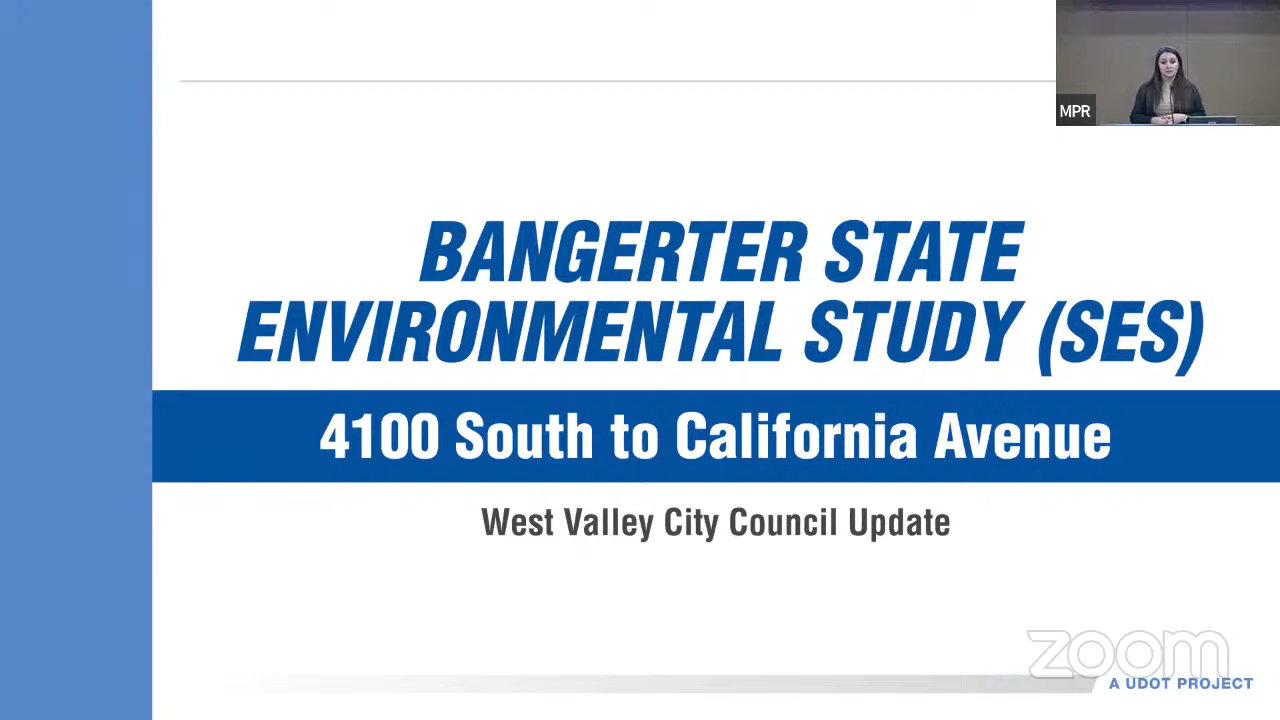 MPR
BANGERTER STATE
ENVIRONMENTAL STUDY (SES)
4100 South to California Avenue
West Valley City Council Update
zoom
A UDOT PROJECT